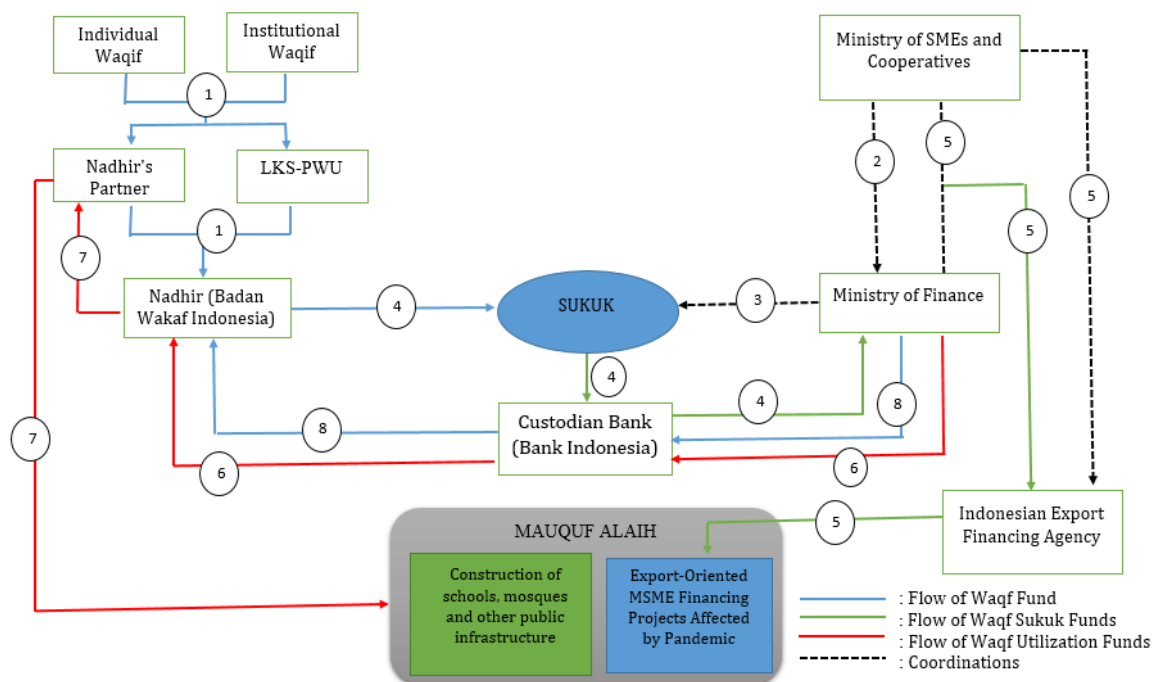 Individual
Waqif
Institutional
Waqif
Ministry of SMEs and
Cooperatives
1
2
5
5
5
Nadhir's
Partner
LKS-PWU
1
7
Nadhir (Badan
Wakaf Indonesia)
4
SUKUK
3
Ministry of Finance
4
4
8
8
6
6
7
Custodian Bank
(Bank Indonesia)
5
Indonesian Export
Financing Agency
MAUQUF ALAIH
Construction of
schools, mosques
and other public
infrastructure
Export-Oriented
MSME Financing
Projects Affected
by Pandemic
: Flow of Waqf Fund
: Flow of Waqf Sukuk Funds
: Flow of Waqf Utilization Funds
: Coordinations